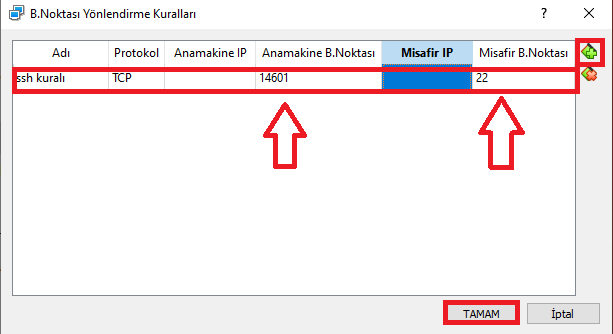 B.Noktası Yönlendirme Kuralları
Adı Protokol Anamakine IP Anamakine B.Noktası Misafir IP Misafir B.Noktası
ssh kuralı TCP 14601 22
TAMAM İptal